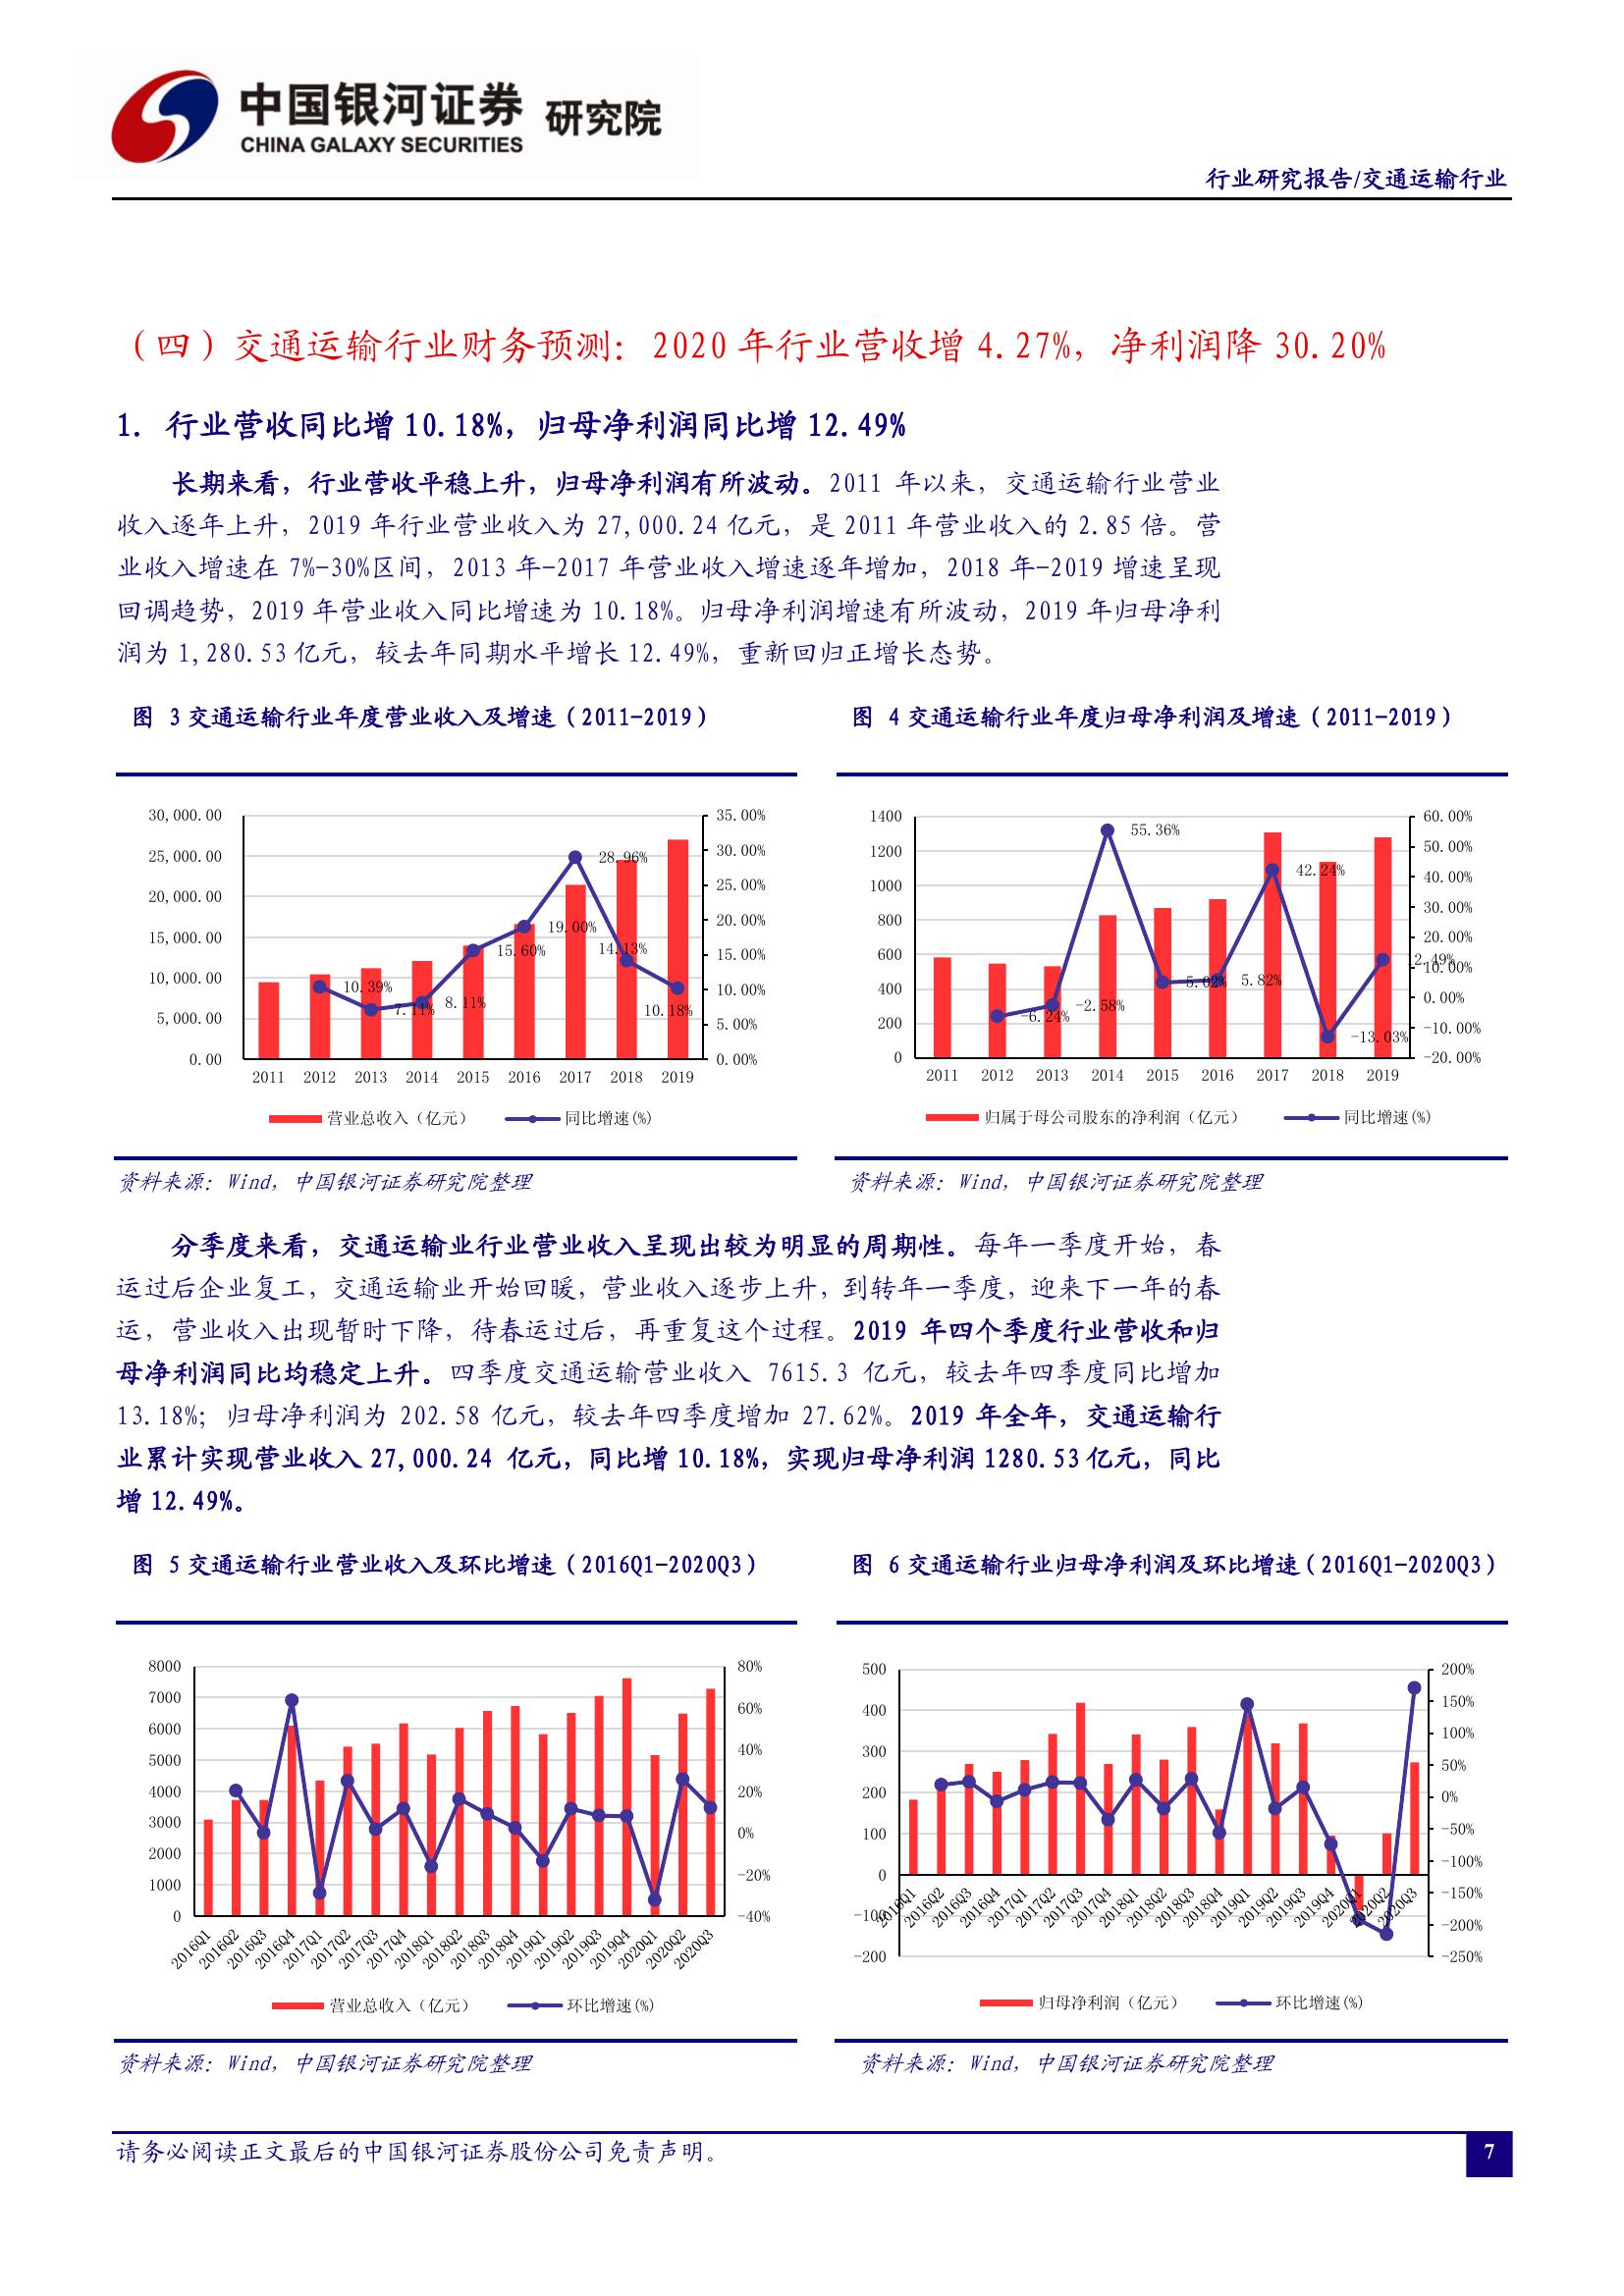 中国银河证券 研究院
CHINA GALAXY SECURITIES
行业研究报告/交通运输行业
（四）交通运输行业财务预测：2020 年行业营收增 4.27%，净利润降 30.20%
1. 行业营收同比增 10.18%，归母净利润同比增 12.49%
长期来看，行业营收平稳上升，归母净利润有所波动。2011 年以来，交通运输行业营业
收入逐年上升，2019 年行业营业收入为 27,000.24 亿元，是 2011 年营业收入的 2.85 倍。营
业收入增速在 7%-30%区间，2013 年-2017 年营业收入增速逐年增加，2018 年-2019 增速呈现
回调趋势，2019 年营业收入同比增速为 10.18%。归母净利润增速有所波动，2019 年归母净利
润为 1,280.53 亿元，较去年同期水平增长 12.49%，重新回归正增长态势。
图 3 交通运输行业年度营业收入及增速（2011-2019）
30,000.00
25,000.00
20,000.00
15,000.00
10,000.00
5,000.00
0.00
35.00%
30.00%
25.00%
20.00%
15.00%
10.00%
5.00%
0.00%
10.39%
7.11%
8.11%
15.60%
19.00%
28.96%
14.13%
10.18%
2011 2012 2013 2014 2015 2016 2017 2018 2019
营业总收入（亿元） 同比增速(%)
资料来源：Wind，中国银河证券研究院整理
图 4 交通运输行业年度归母净利润及增速（2011-2019）
1400
1200
1000
800
600
400
200
0
60.00%
50.00%
40.00%
30.00%
20.00%
10.00%
0.00%
-10.00%
-20.00%
-6.24%
-2.58%
55.36%
5.02%
5.82%
42.24%
-13.03%
2.49%
2011 2012 2013 2014 2015 2016 2017 2018 2019
归属于母公司股东的净利润（亿元） 同比增速(%)
资料来源：Wind，中国银河证券研究院整理
分季度来看，交通运输业行业营业收入呈现出较为明显的周期性。每年一季度开始，春
运过后企业复工，交通运输业开始回暖，营业收入逐步上升，到转年一季度，迎来下一年的春
运，营业收入出现暂时下降，待春运过后，再重复这个过程。2019 年四个季度行业营收和归
母净利润同比均稳定上升。四季度交通运输营业收入 7615.3 亿元，较去年四季度同比增加
13.18%；归母净利润为 202.58 亿元，较去年四季度增加 27.62%。2019 年全年，交通运输行
业累计实现营业收入 27,000.24 亿元，同比增 10.18%，实现归母净利润 1280.53 亿元，同比
增 12.49%。
图 5 交通运输行业营业收入及环比增速（2016Q1-2020Q3）
8000
7000
6000
5000
4000
3000
2000
1000
0
80%
60%
40%
20%
0%
-20%
-40%
2016Q1 2016Q2 2016Q3 2016Q4 2017Q1 2017Q2 2017Q3 2017Q4 2018Q1 2018Q2 2018Q3 2018Q4 2019Q1 2019Q2 2019Q3 2019Q4 2020Q1 2020Q2 2020Q3
营业总收入（亿元） 环比增速(%)
资料来源：Wind，中国银河证券研究院整理
图 6 交通运输行业归母净利润及环比增速（2016Q1-2020Q3）
500
400
300
200
100
0
-100
-200
200%
150%
100%
50%
0%
-50%
-100%
-150%
-200%
-250%
2016Q1 2016Q2 2016Q3 2016Q4 2017Q1 2017Q2 2017Q3 2017Q4 2018Q1 2018Q2 2018Q3 2018Q4 2019Q1 2019Q2 2019Q3 2019Q4 2020Q1 2020Q2 2020Q3
归母净利润（亿元） 环比增速(%)
资料来源：Wind，中国银河证券研究院整理
请务必阅读正文最后的中国银河证券股份公司免责声明。
7